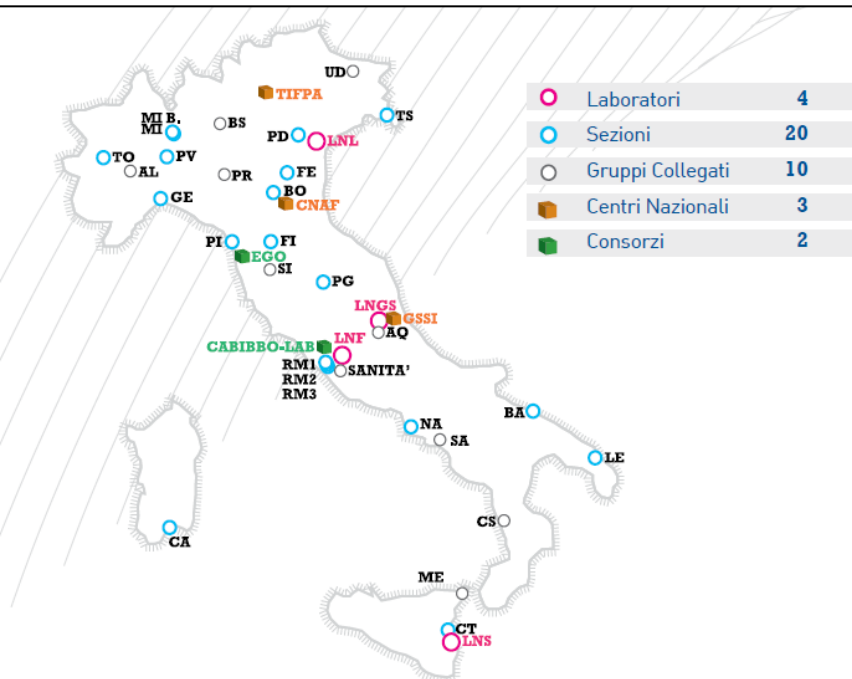 UD
TIFPA
MI B.
MI
BS
TS
PD
LNL
TO
PV
AL
PR
FE
BO
CNAF
GE
PI
FI
EGO
SI
PG
LNGS
GSSI
AQ
CABIBBO-LAB
LNF
RM1
SANITA'
RM2
RM3
NA
SA
BA
LE
CS
CA
ME
CT
LNS
Laboratori 4
Sezioni 20
Gruppi Collegati 10
Centri Nazionali 3
Consorzi 2